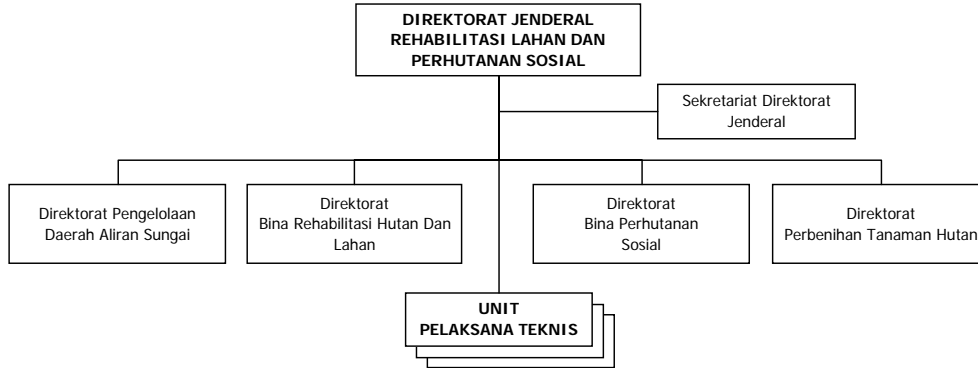 DIREKTORAT JENDERAL
REHABILITASI LAHAN DAN
PERHUTANAN SOSIAL
Sekretariat Direktorat
Jenderal
Direktorat Pengelolaan
Daerah Aliran Sungai
Direktorat
Bina Rehabilitasi Hutan Dan
Lahan
Direktorat
Bina Perhutanan
Sosial
Direktorat
Perbenihan Tanaman Hutan
UNIT
PELAKSANA TEKNIS